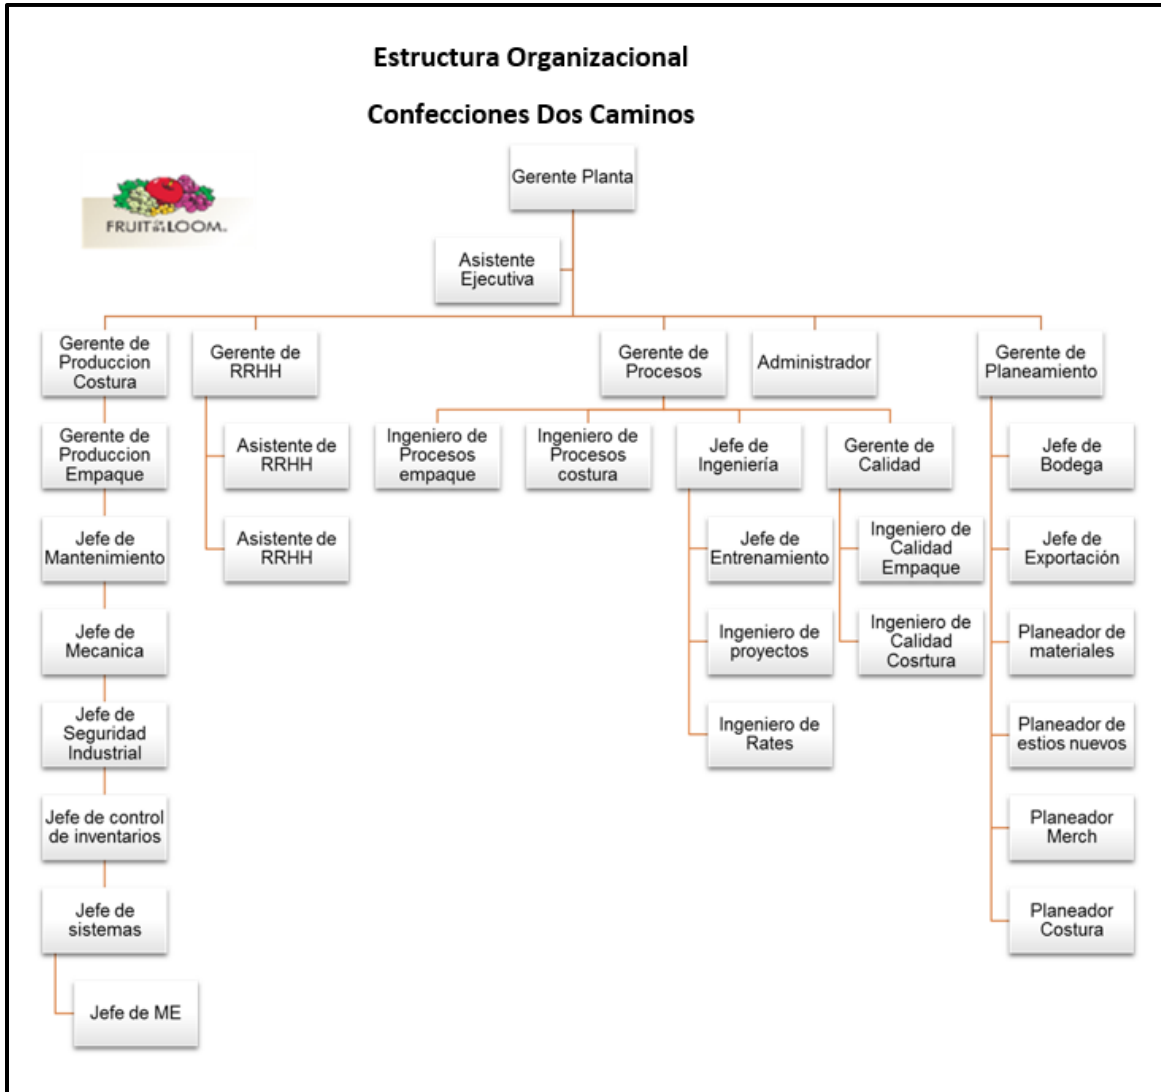 Estructura Organizacional
Confecciones Dos Caminos
Gerente Planta
FRUIT OF THE LOOM.
Asistente
Ejecutiva
Gerente de
Produccion
Costura
Gerente de
RRHH
Gerente de
Procesos
Administrador
Gerente de
Planeamiento
Gerente de
Produccion
Empaque
Asistente de
RRHH
Ingeniero de
Procesos
empaque
Ingeniero de
Procesos
costura
Jefe de
Ingeniería
Gerente de
Calidad
Jefe de
Bodega
Jefe de
Mantenimiento
Asistente de
RRHH
Jefe de
Entrenamiento
Ingeniero de
Calidad
Empaque
Jefe de
Exportación
Jefe de
Mecanica
Ingeniero de
proyectos
Ingeniero de
Calidad
Cosrtura
Planeador de
materiales
Jefe de
Seguridad
Industrial
Ingeniero de
Rates
Planeador de
estios nuevos
Jefe de control
de inventarios
Planeador
Merch
Jefe de
sistemas
Planeador
Costura
Jefe de ME